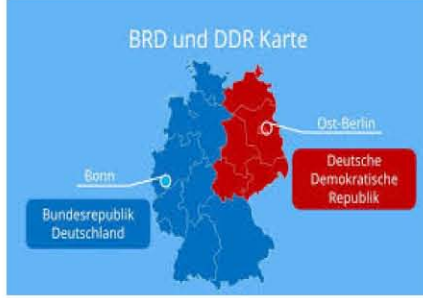 BRD und DDR Karte
Ost-Berlin
Deutsche
Demokratische
Republik
Bonn
Bundesrepublik
Deutschland